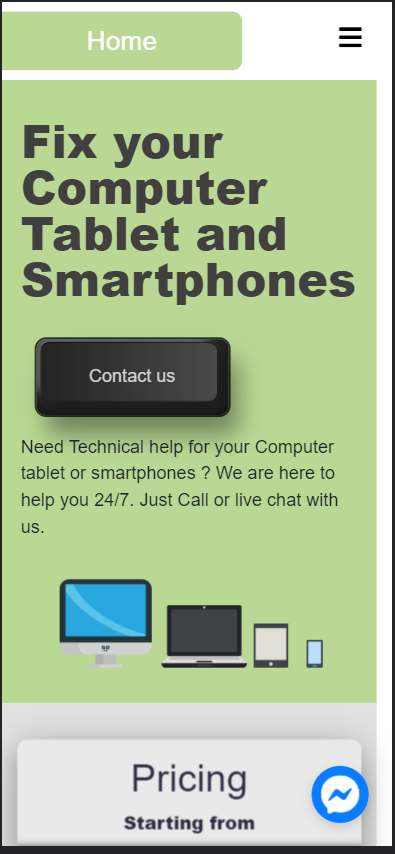 Home
Fix your
Computer
Tablet and
Smartphones
Contact us
Need Technical help for your Computer
tablet or smartphones ? We are here to
help you 24/7. Just Call or live chat with
us.
Pricing
Starting from